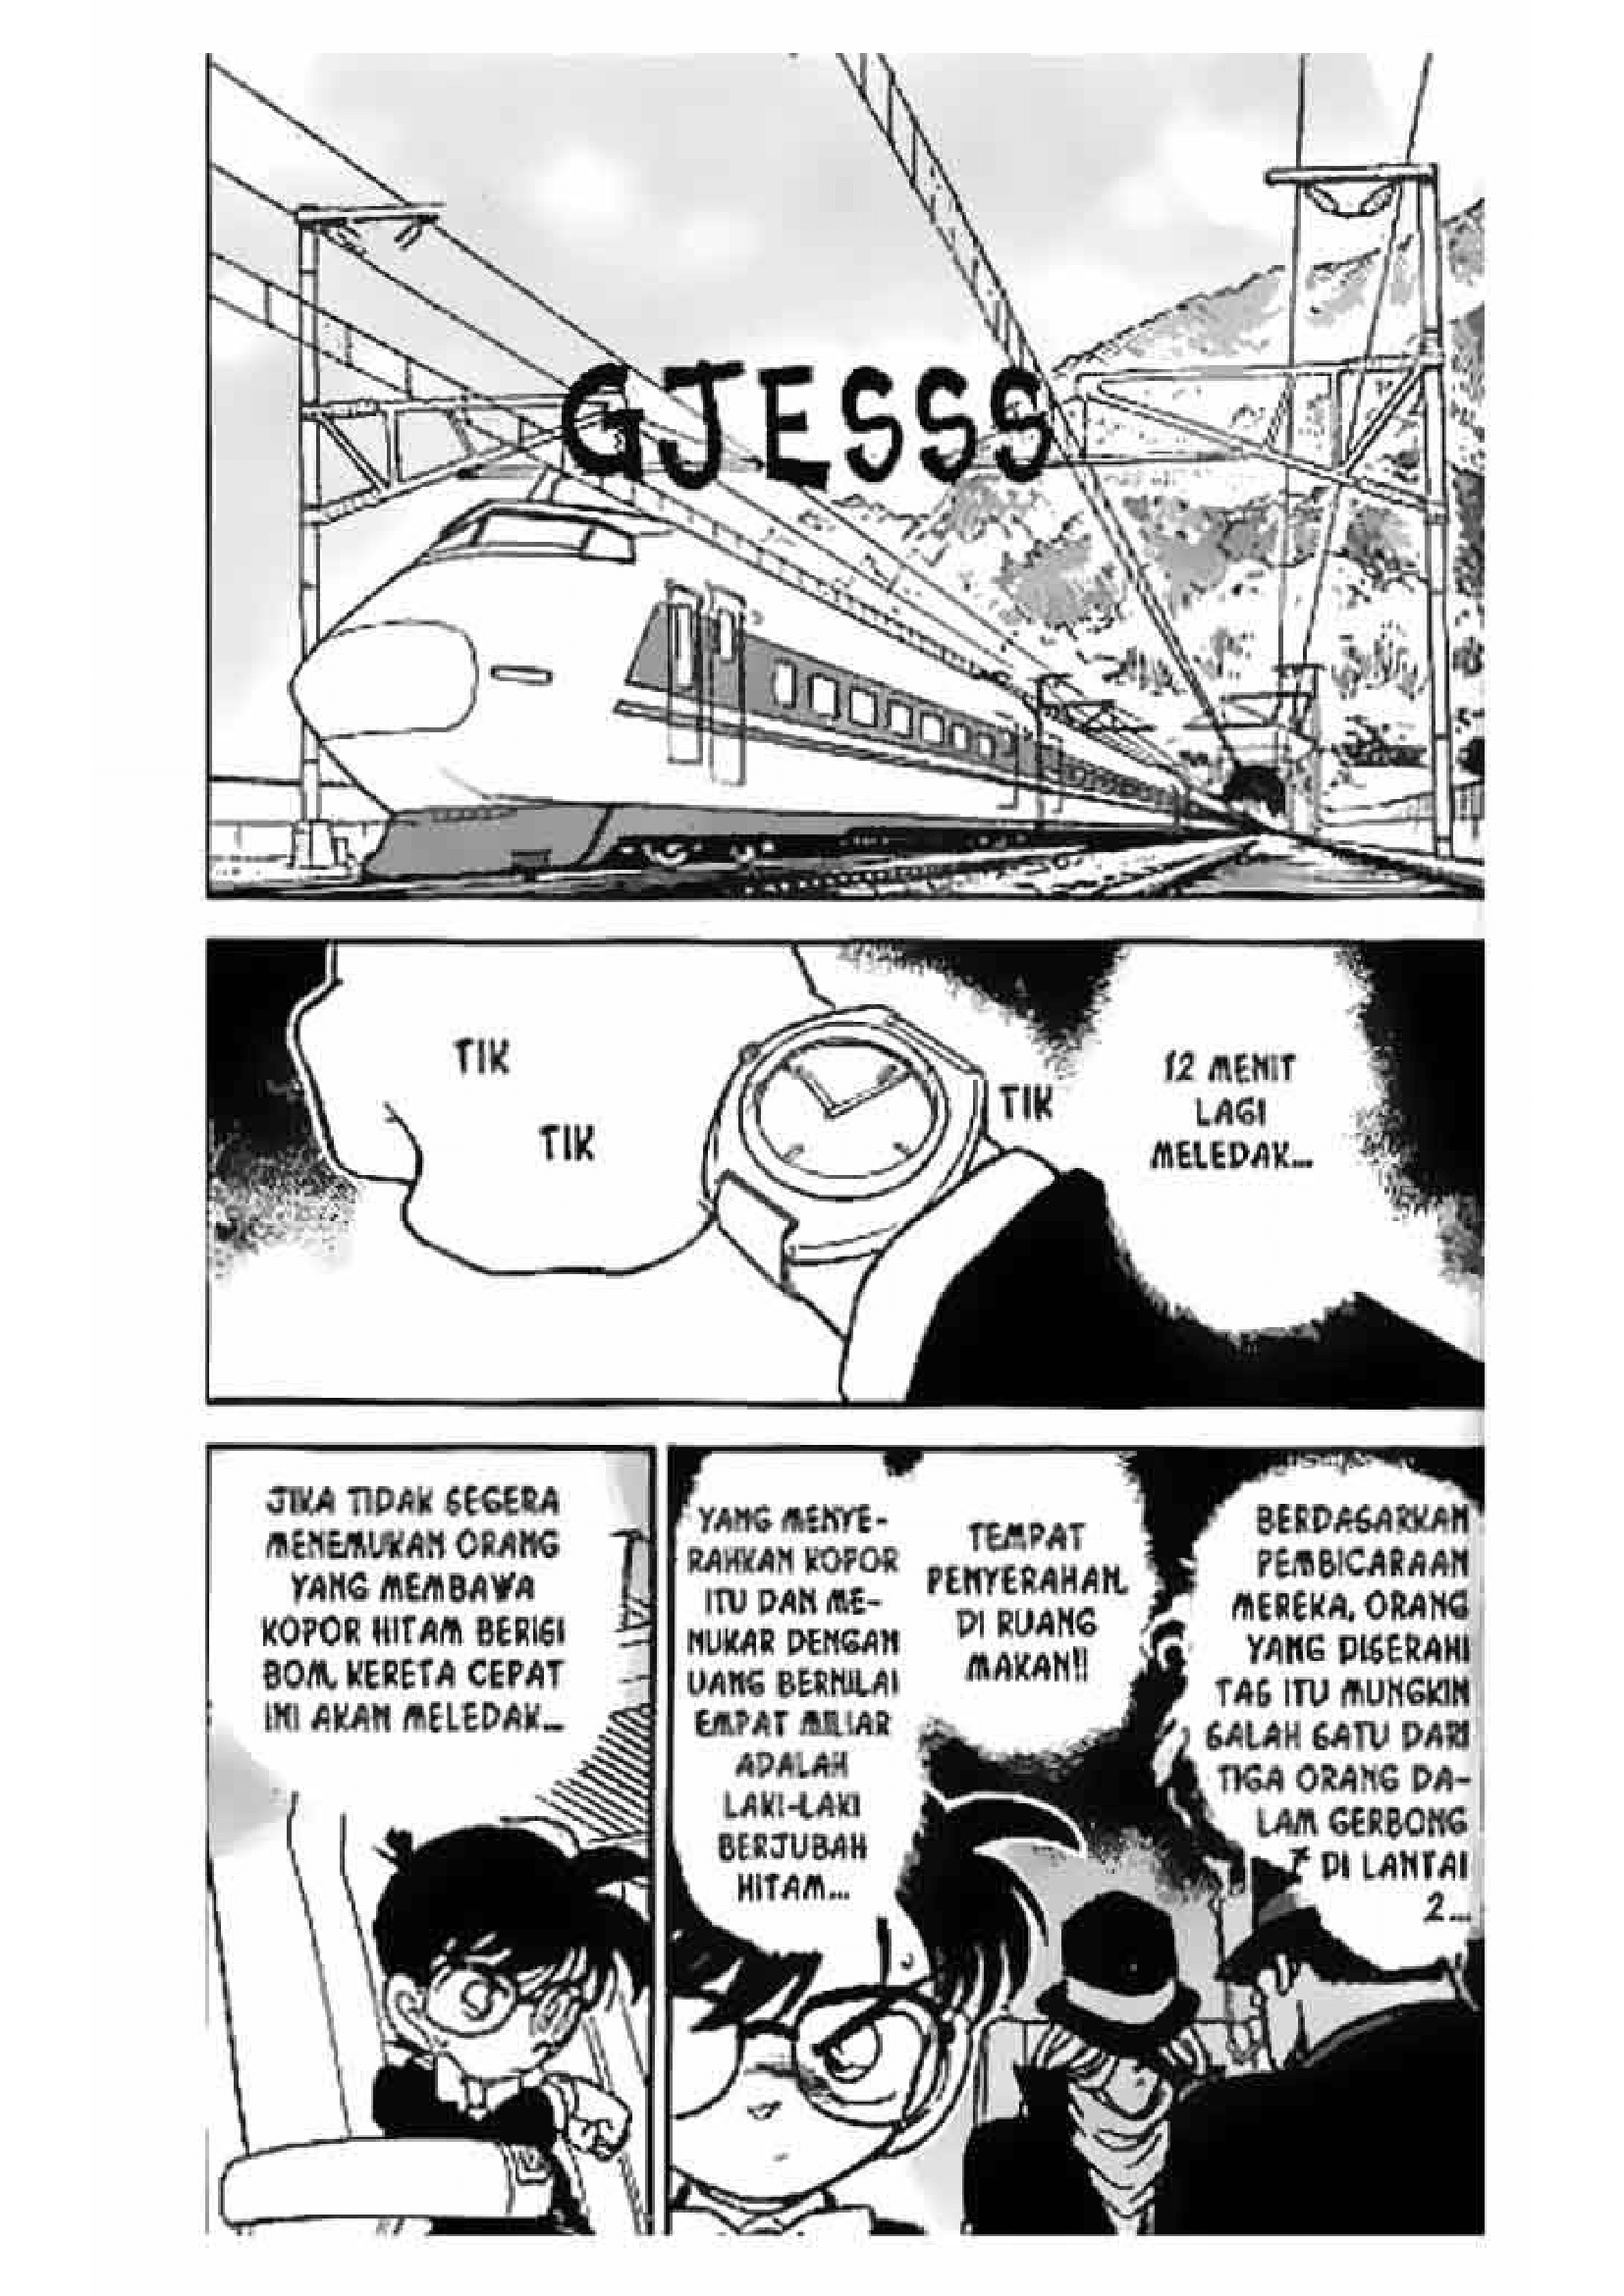 GJESSS
12 MENIT
LAGI
MELEDAK...
TIK
TIK
TIK
BERDASARKAN
PEMBICARAAN
MEREKA, ORANG
YANG DISERAHI
TAS ITU MUNGKIN
SALAH SATU DARI
TIGA ORANG DA-
LAM GERBONG
7 DI LANTAI
2...
TEMPAT
PENYERAHAN,
DI RUANG
MAKAN!!
YANG MENYE-
RAHKAN KOPOR
ITU DAN ME-
NUKAR DENGAN
UANG BERNILAI
EMPAT MILIAR
ADALAH
LAKI-LAKI
BERJUBAH
HITAM...
JIKA TIDAK SEGERA
MENEMUKAN ORANG
YANG MEMBAWA
KOPOR HITAM BERISI
BOM, KERETA CEPAT
INI AKAN MELEDAK...